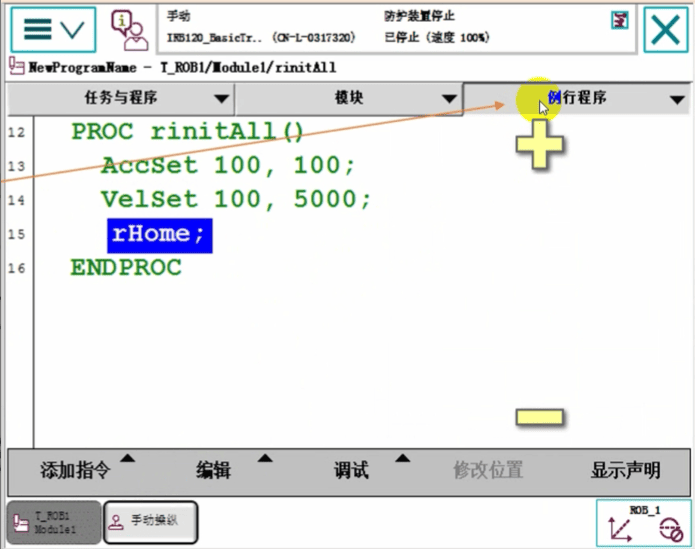 手动
IRB120_BasicTr.. (CN-L-0317320)
防护装置停止
已停止 (速度 100%)
NewProgramName - T_ROB1/Module1/rinitAll
任务与程序
模块
例行程序
12 PROC rinitAll()
13 AccSet 100, 100;
14 VelSet 100, 5000;
15 rHome;
16 ENDPROC
添加指令
编辑
调试
修改位置
显示声明
T_ROB1
Module1
手动操纵
ROB_1